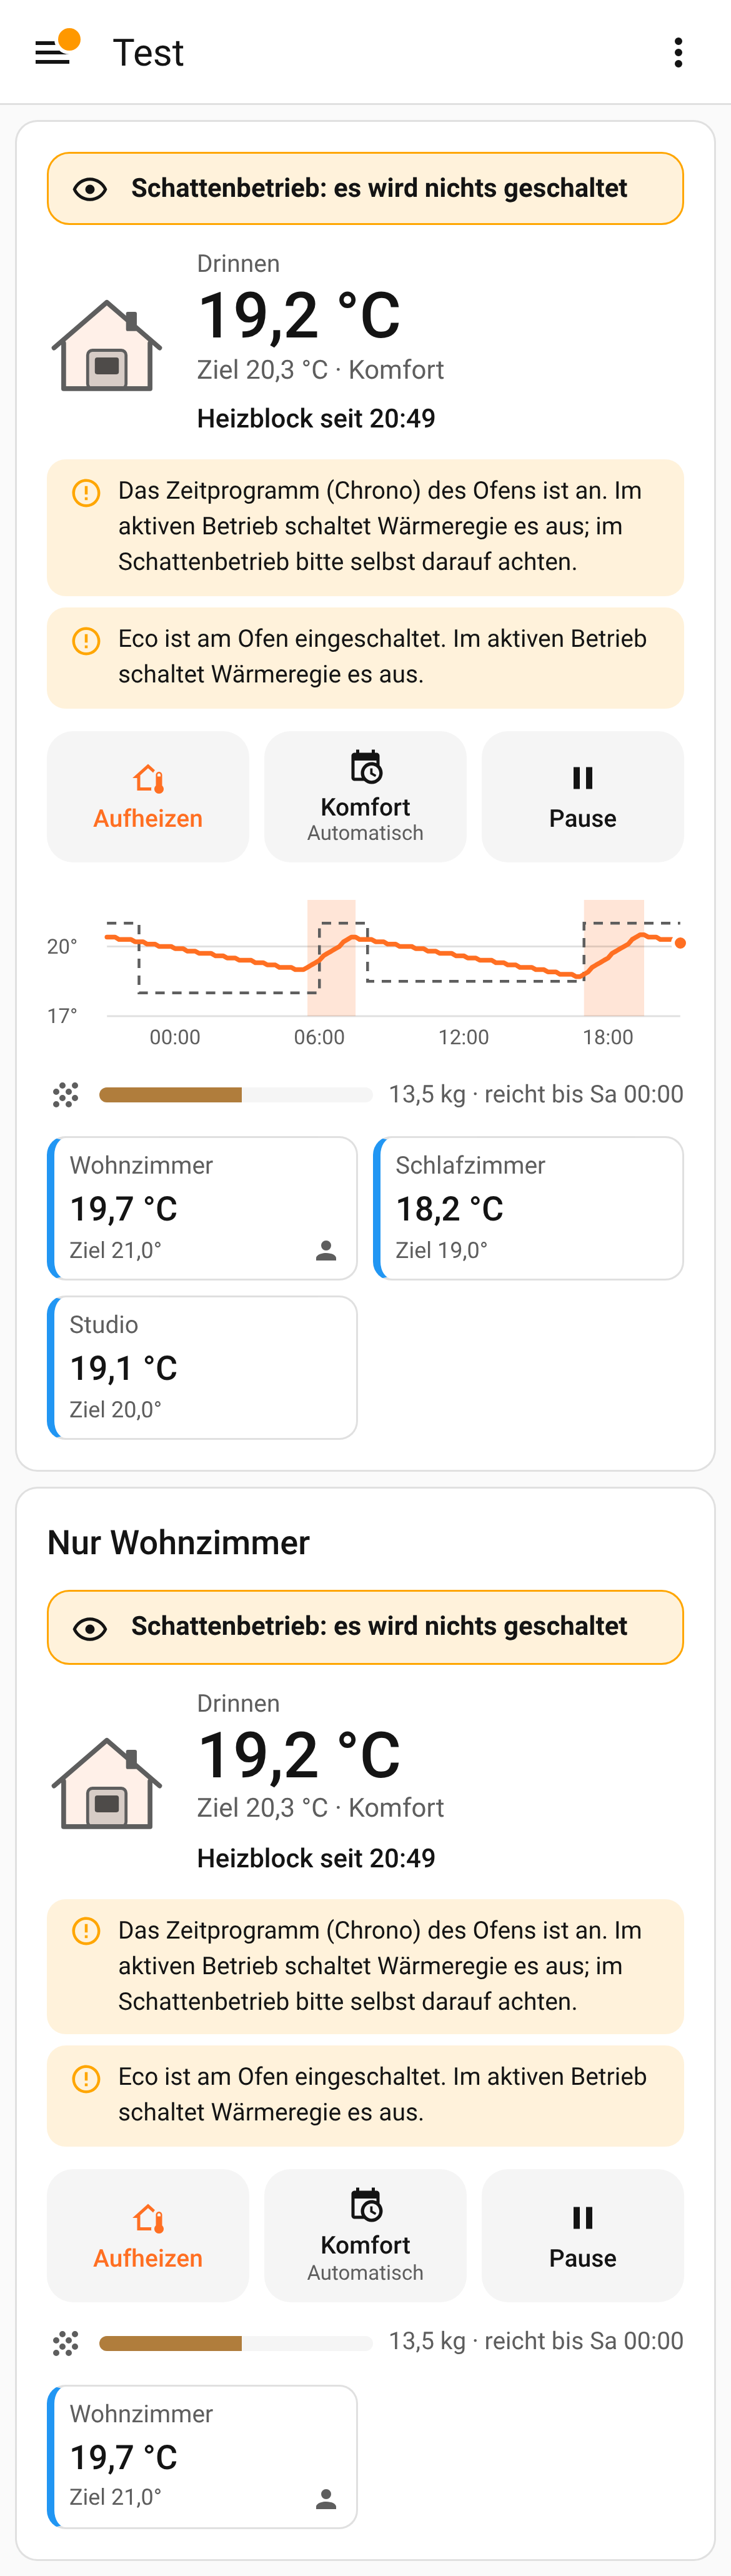 Test
Schattenbetrieb: es wird nichts geschaltet
Drinnen
19,2 °C
Ziel 20,3 °C · Komfort
Heizblock seit 20:49
Das Zeitprogramm (Chrono) des Ofens ist an. Im
aktiven Betrieb schaltet Wärmeregie es aus; im
Schattenbetrieb bitte selbst darauf achten.
Eco ist am Ofen eingeschaltet. Im aktiven Betrieb
schaltet Wärmeregie es aus.
Aufheizen
Komfort
Automatisch
Pause
20°
17°
00:00 06:00 12:00 18:00
13,5 kg · reicht bis Sa 00:00
Wohnzimmer
19,7 °C
Ziel 21,0°
Schlafzimmer
18,2 °C
Ziel 19,0°
Studio
19,1 °C
Ziel 20,0°
Nur Wohnzimmer
Schattenbetrieb: es wird nichts geschaltet
Drinnen
19,2 °C
Ziel 20,3 °C · Komfort
Heizblock seit 20:49
Das Zeitprogramm (Chrono) des Ofens ist an. Im
aktiven Betrieb schaltet Wärmeregie es aus; im
Schattenbetrieb bitte selbst darauf achten.
Eco ist am Ofen eingeschaltet. Im aktiven Betrieb
schaltet Wärmeregie es aus.
Aufheizen
Komfort
Automatisch
Pause
13,5 kg · reicht bis Sa 00:00
Wohnzimmer
19,7 °C
Ziel 21,0°